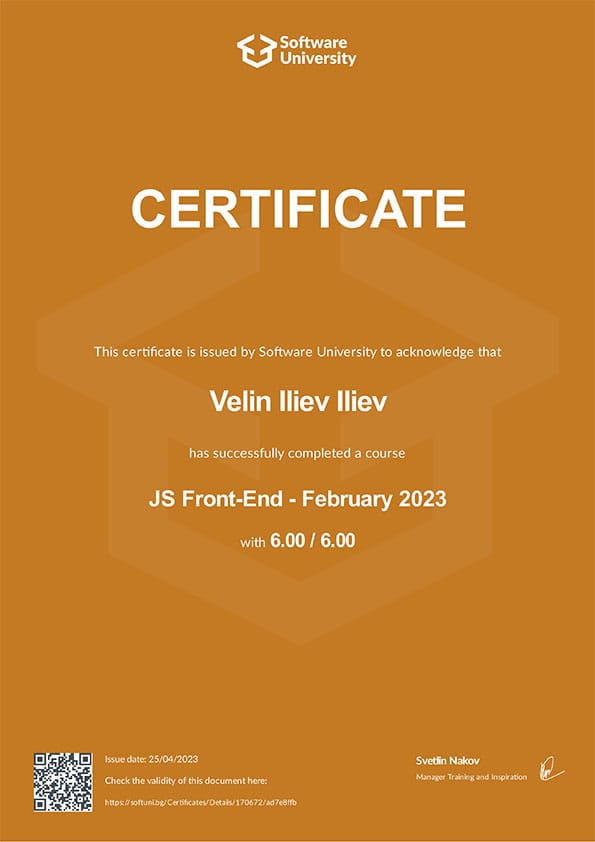 Software
University
CERTIFICATE
This certificate is issued by Software University to acknowledge that
Velin Iliev Iliev
has successfully completed a course
JS Front-End - February 2023
with 6.00 / 6.00
Issue date: 25/04/2023
Check the validity of this document here:
https://softuni.bg/Certificates/Details/170672/ad7e8ffb
Svetlin Nakov
Manager Training and Inspiration